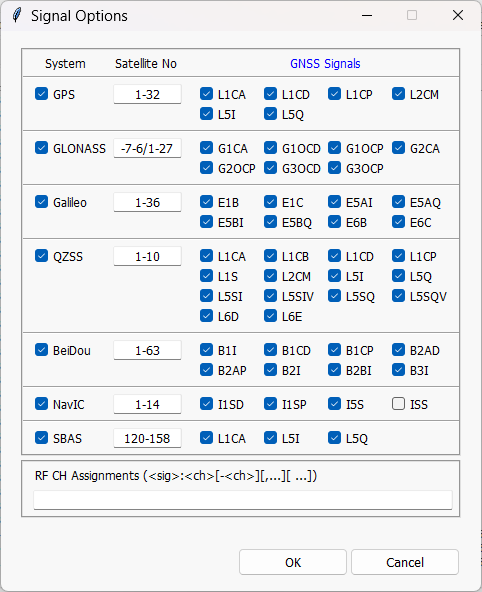 Signal Options
System Satellite No GNSS Signals
GPS 1-32 L1CA L1CD L1CP L2CM
L5I L5Q
GLONASS -7-6/1-27 G1CA G1OCD G1OCP G2CA
G2OCP G3OCD G3OCP
Galileo 1-36 E1B E1C E5AI E5AQ
E5BI E5BQ E6B E6C
QZSS 1-10 L1CA L1CB L1CD L1CP
L1S L2CM L5I L5Q
L5SI L5SIV L5SQ L5SQV
L6D L6E
BeiDou 1-63 B1I B1CD B1CP B2AD
B2AP B2I B2BI B3I
NavIC 1-14 I1SD I1SP I5S ISS
SBAS 120-158 L1CA L5I L5Q
RF CH Assignments (<sig>:<ch>[-<ch>][,...][ ...])
OK Cancel